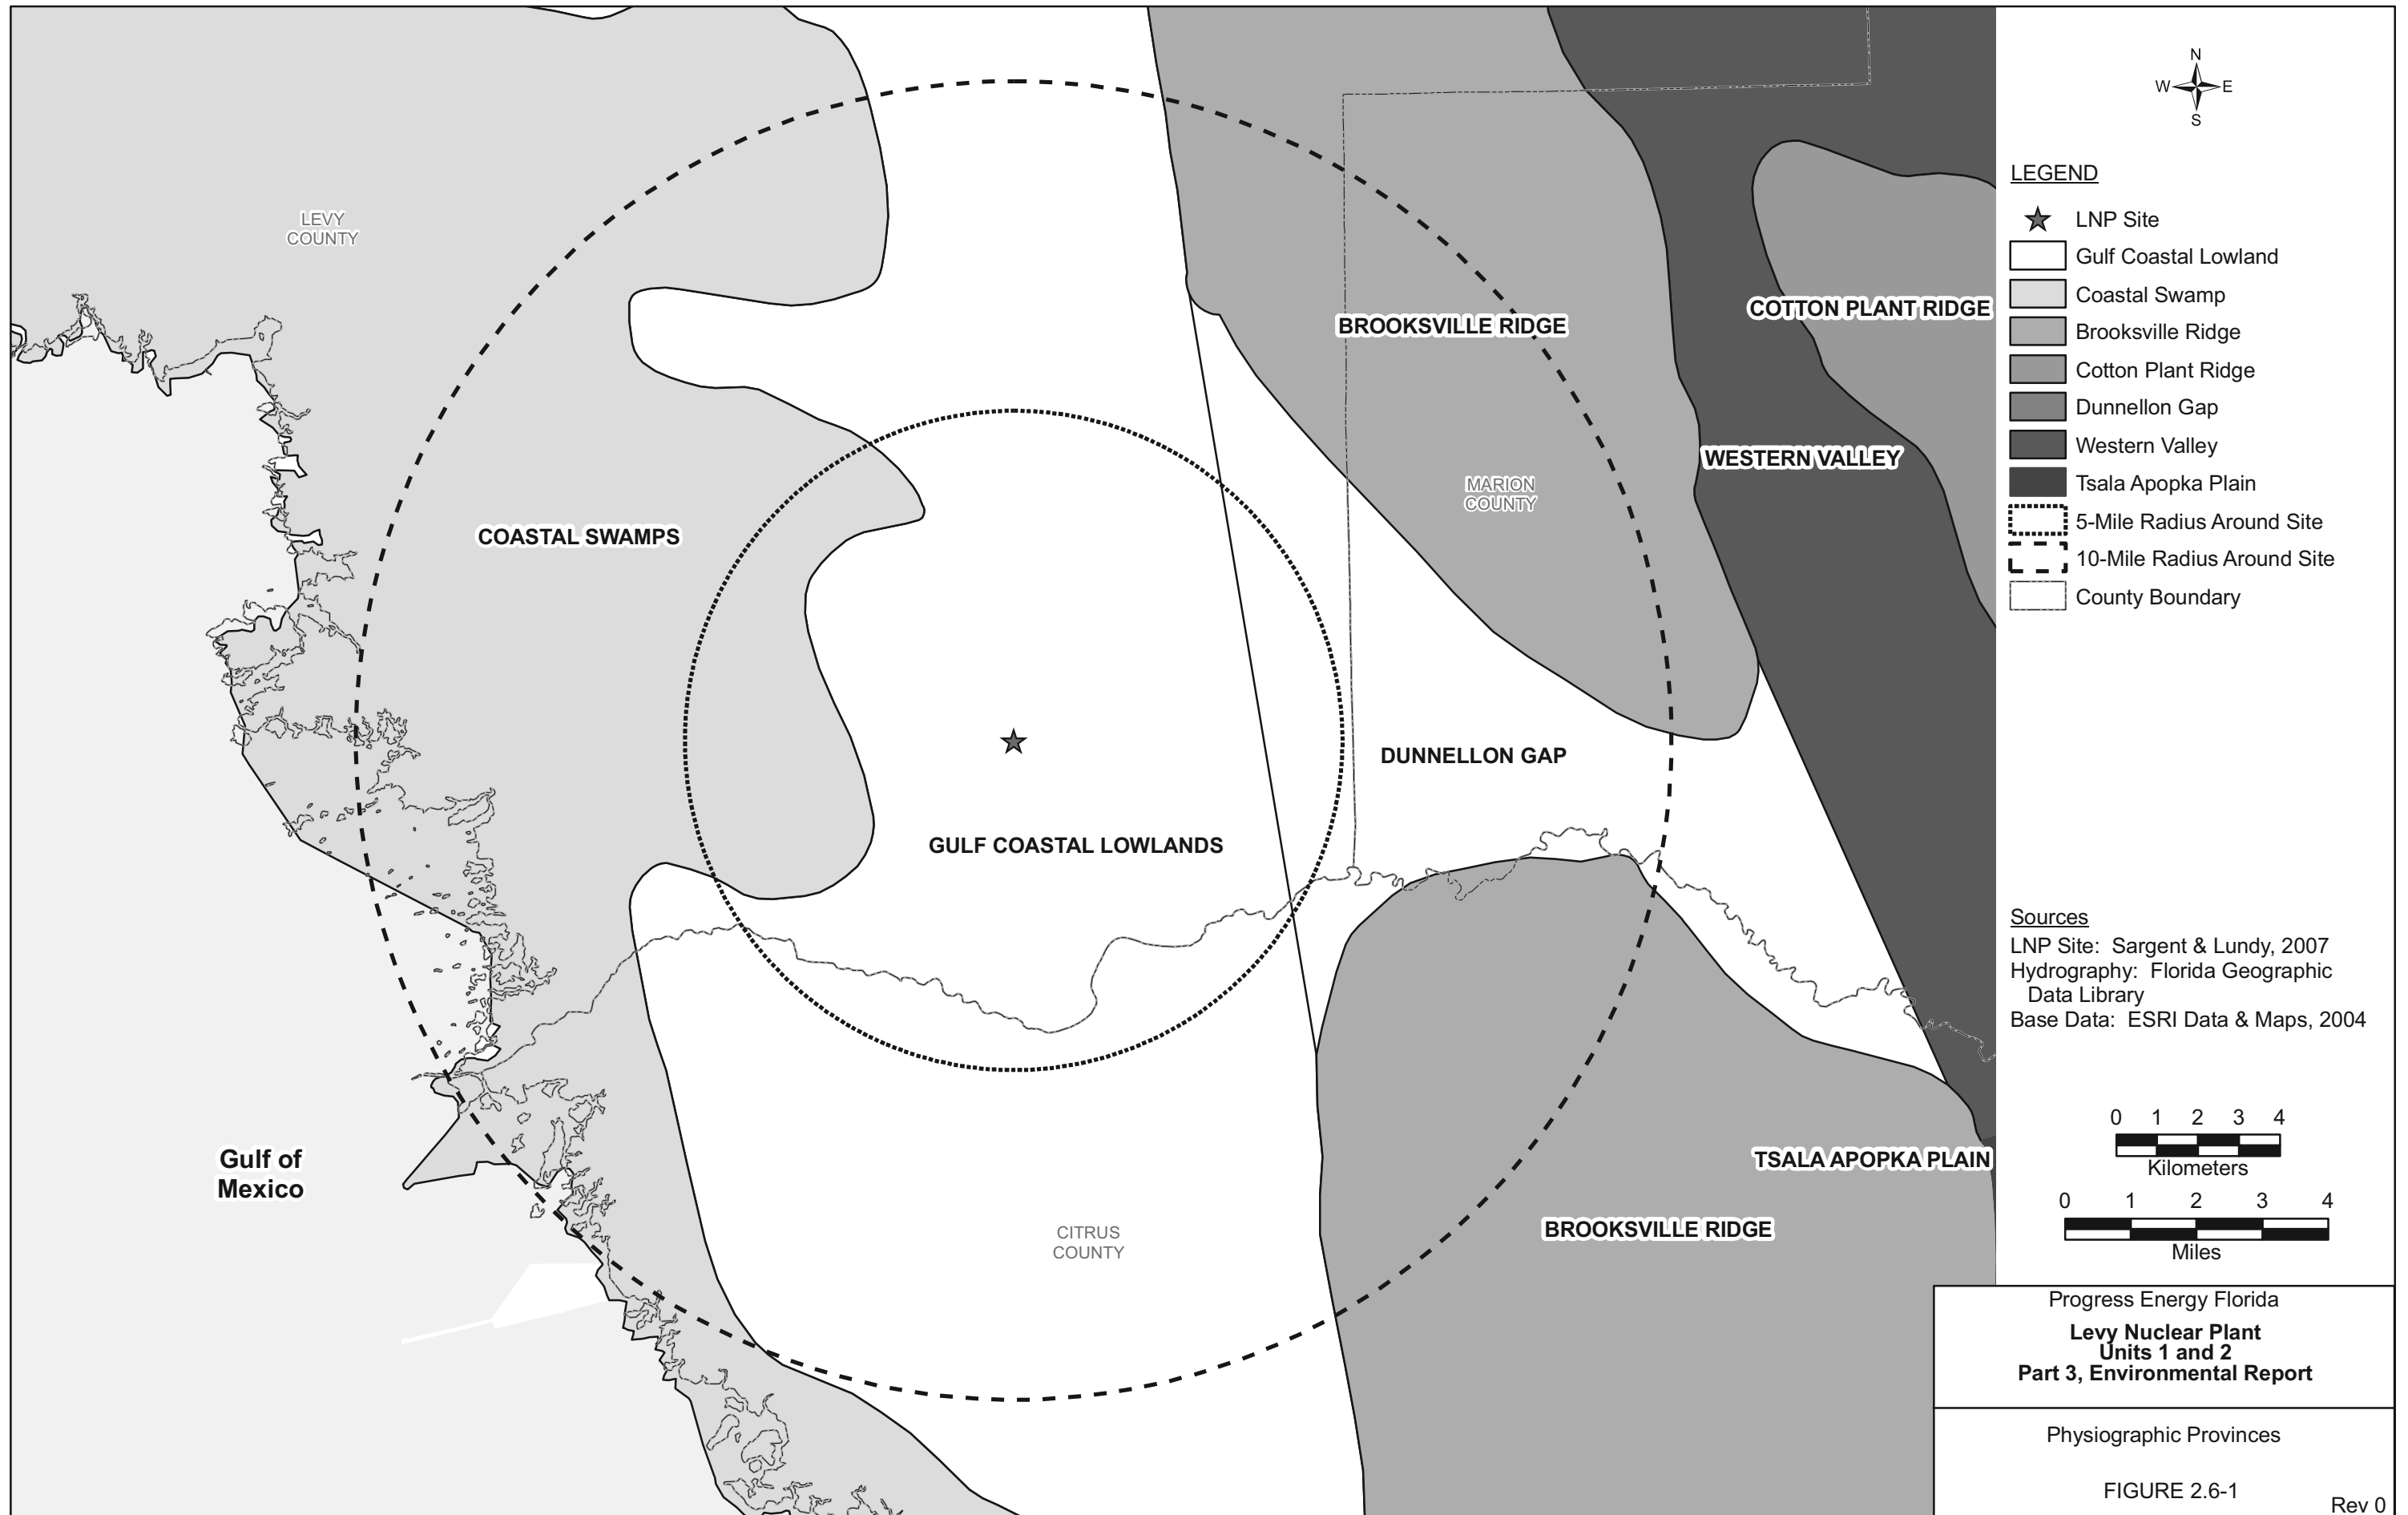 LEVY
COUNTY
COASTAL SWAMPS
BROOKSVILLE RIDGE
COTTON PLANT RIDGE
WESTERN VALLEY
MARION
COUNTY
DUNNELLON GAP
GULF COASTAL LOWLANDS
Gulf of
Mexico
CITRUS
COUNTY
TSALA APOPKA PLAIN
BROOKSVILLE RIDGE
N
W E
S
LEGEND
LNP Site
Gulf Coastal Lowland
Coastal Swamp
Brooksville Ridge
Cotton Plant Ridge
Dunnellon Gap
Western Valley
Tsala Apopka Plain
5-Mile Radius Around Site
10-Mile Radius Around Site
County Boundary
Sources
LNP Site: Sargent & Lundy, 2007
Hydrography: Florida Geographic
Data Library
Base Data: ESRI Data & Maps, 2004
0 1 2 3 4
Kilometers
0 1 2 3 4
Miles
Progress Energy Florida
Levy Nuclear Plant
Units 1 and 2
Part 3, Environmental Report
Physiographic Provinces
FIGURE 2.6-1
Rev 0